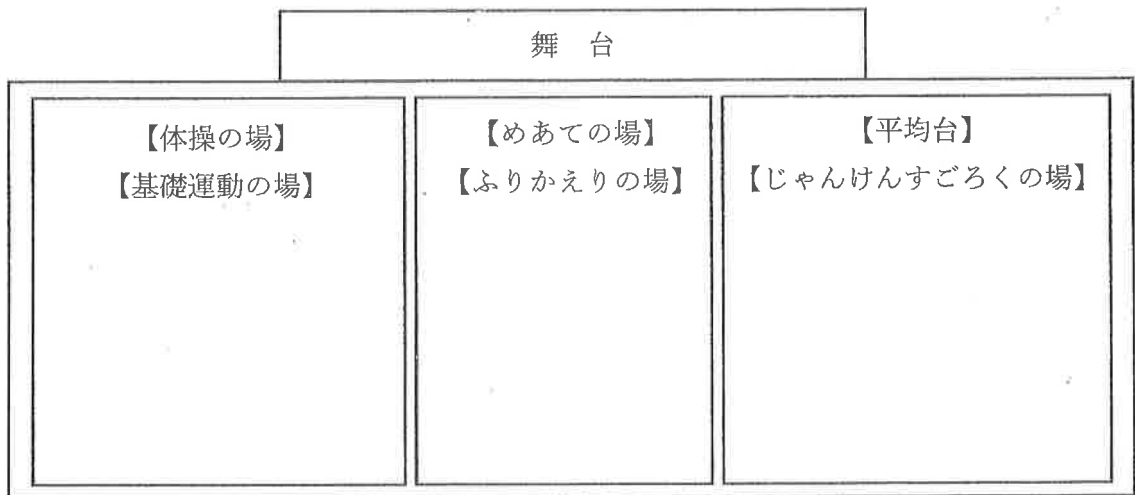 舞 台
【体操の場】
【基礎運動の場】
【めあての場】
【ふりかえりの場】
【平均台】
【じゃんけんすごろくの場】